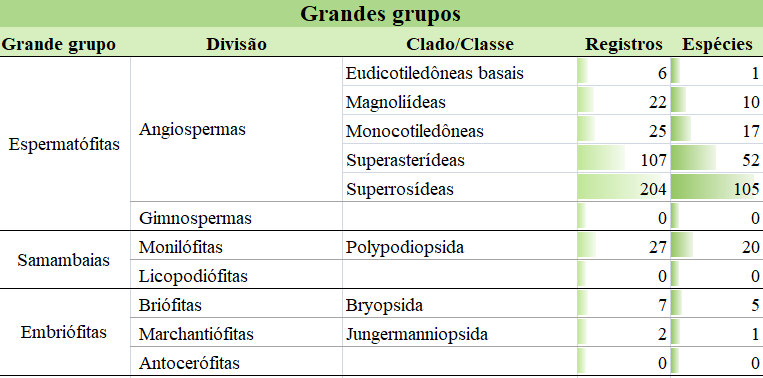 Grandes grupos
Grande grupo Divisão Clado/Classe Registros Espécies
Eudicotiledôneas basais 6 1
Magnoliídeas 22 10
Espermatófitas Angiospermas Monocotiledôneas 25 17
Superasterídeas 107 52
Superrosídeas 204 105
Gimnospermas 0 0
Samambaias Monilófitas Polypodiopsida 27 20
Licopodiófitas 0 0
Briófitas Bryopsida 7 5
Embriófitas Marchantiófitas Jungermanniopsida 2 1
Antocerófitas 0 0